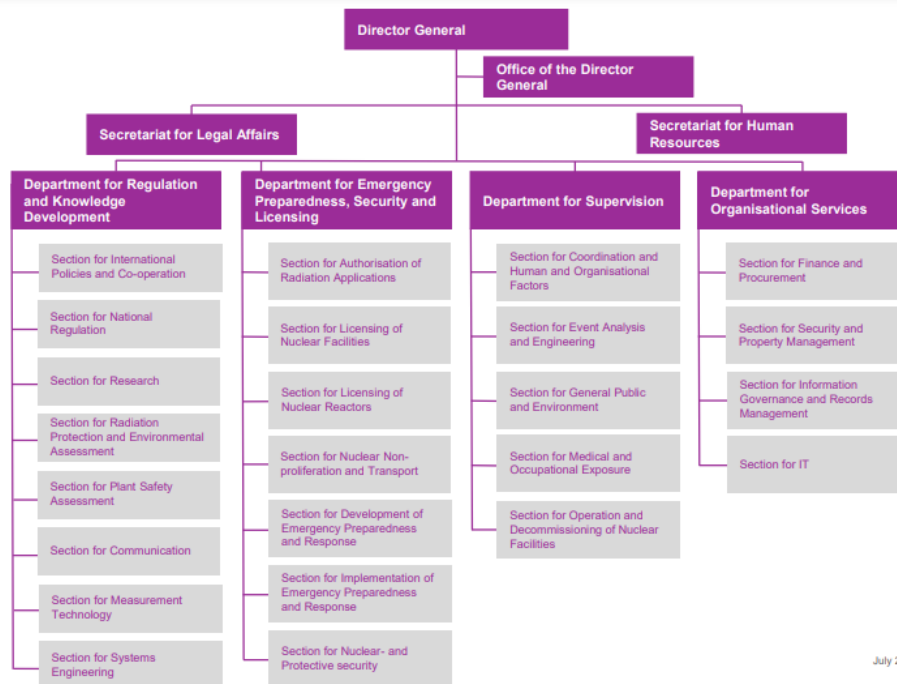 Director General
Office of the Director
General
Secretariat for Legal Affairs
Secretariat for Human
Resources
Department for Regulation
and Knowledge
Development
Section for International
Policies and Co-operation
Section for National
Regulation
Section for Research
Section for Radiation
Protection and Environmental
Assessment
Section for Plant Safety
Assessment
Section for Communication
Section for Measurement
Technology
Section for Systems
Engineering
Department for Emergency
Preparedness, Security and
Licensing
Section for Authorisation of
Radiation Applications
Section for Licensing of
Nuclear Facilities
Section for Licensing of
Nuclear Reactors
Section for Nuclear Non-
proliferation and Transport
Section for Development of
Emergency Preparedness
and Response
Section for Implementation of
Emergency Preparedness
and Response
Section for Nuclear- and
Protective security
Department for Supervision
Section for Coordination and
Human and Organisational
Factors
Section for Event Analysis
and Engineering
Section for General Public
and Environment
Section for Medical and
Occupational Exposure
Section for Operation and
Decommissioning of Nuclear
Facilities
Department for
Organisational Services
Section for Finance and
Procurement
Section for Security and
Property Management
Section for Information
Governance and Records
Management
Section for IT
July